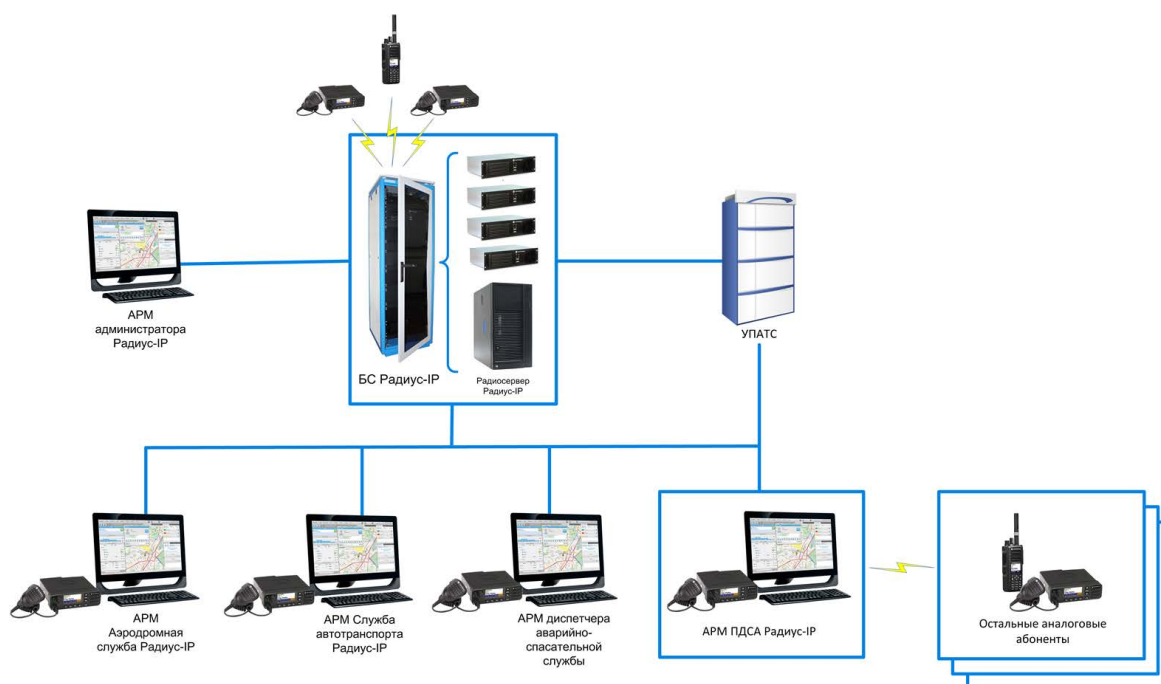 АРМ
администратора
Радиус-IP
БС Радиус-IP
Радиосервер
Радиус-IP
УПАТС
АРМ
Аэродромная
служба Радиус-IP
АРМ Служба
автотранспорта
Радиус-IP
АРМ диспетчера
аварийно-
спасательной
службы
АРМ ПДСА Радиус-IP
Остальные аналоговые
абоненты